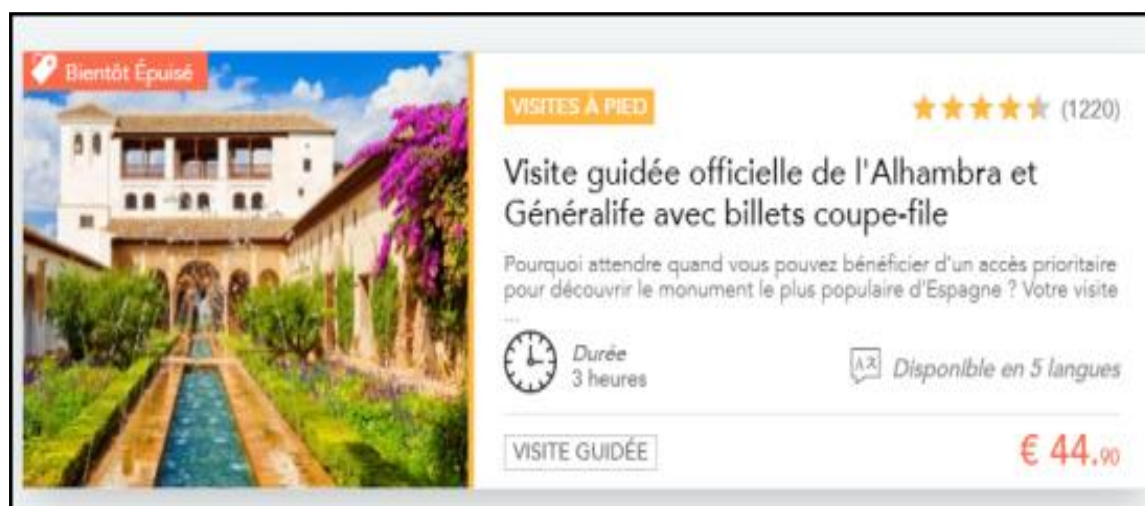 Bientôt Épuisé
VISITES À PIED
(1220)
Visite guidée officielle de l'Alhambra et
Généralife avec billets coupe-file
Pourquoi attendre quand vous pouvez bénéficier d'un accès prioritaire
pour découvrir le monument le plus populaire d'Espagne ? Votre visite
...
Durée
3 heures
Disponible en 5 langues
VISITE GUIDÉE
€ 44.90